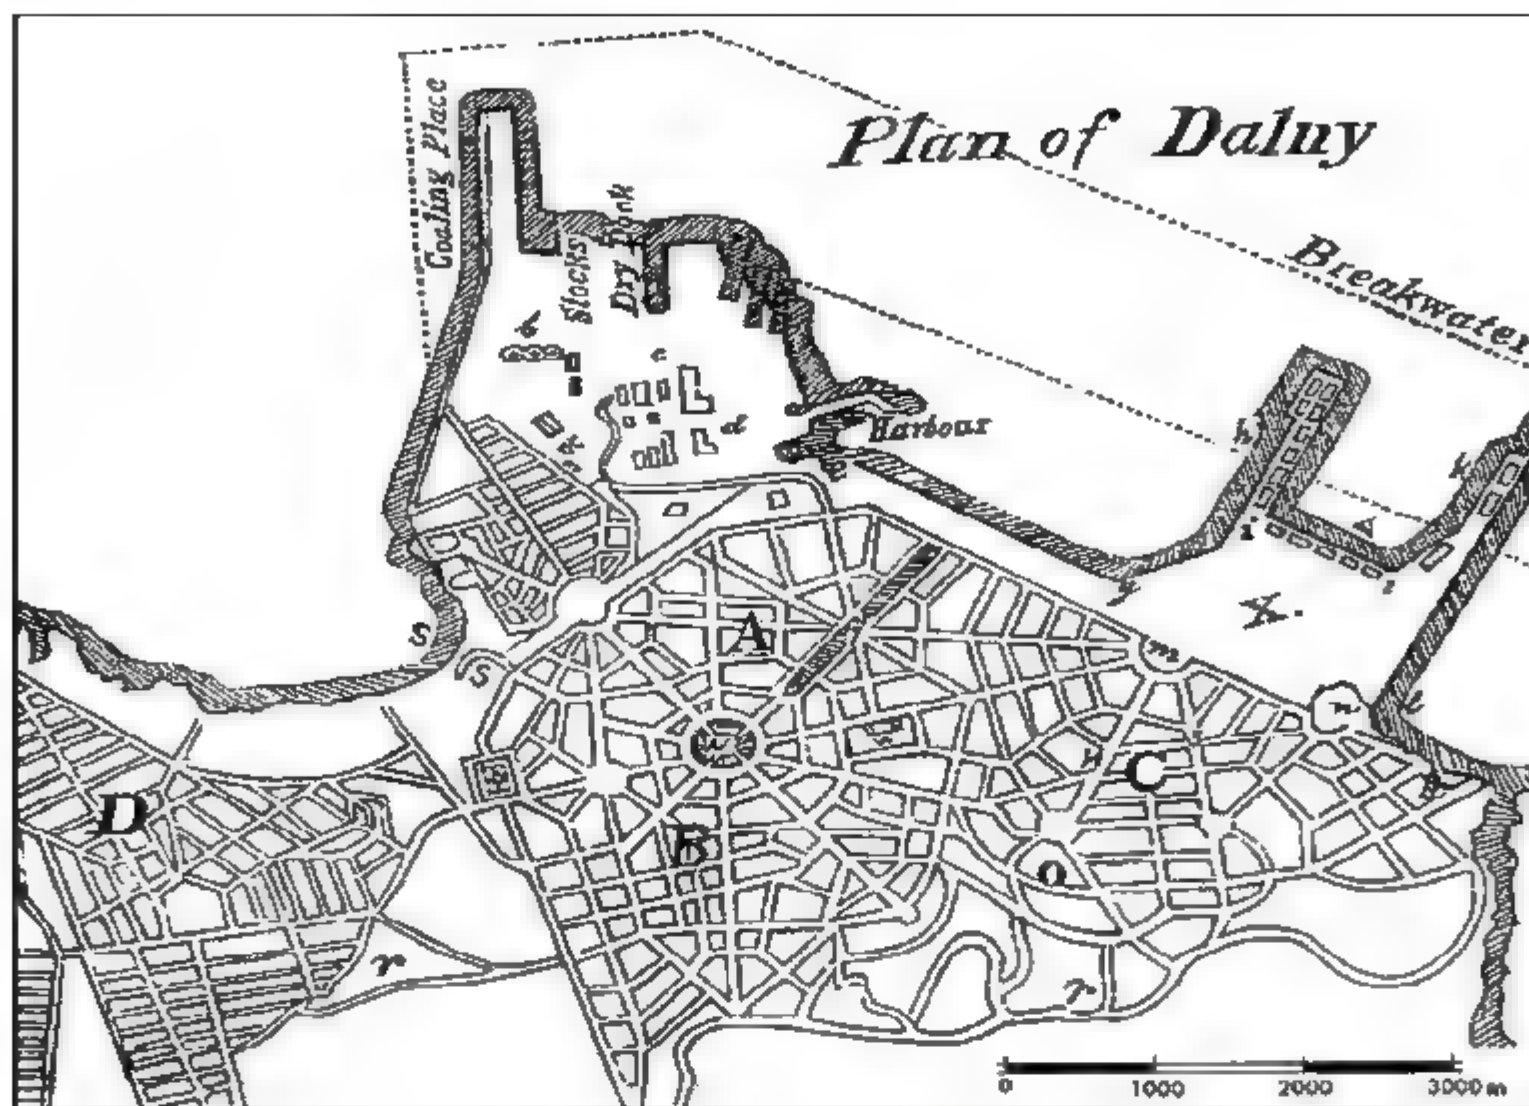 Plan of Dalny
Coaling Place
Stocks
Dry Dock
Breakwater
Harbour
b
c
d
h
k
i
i
X.
S
S
A
m
n
D
B
C
O
r
r
0 1000 2000 3000 m